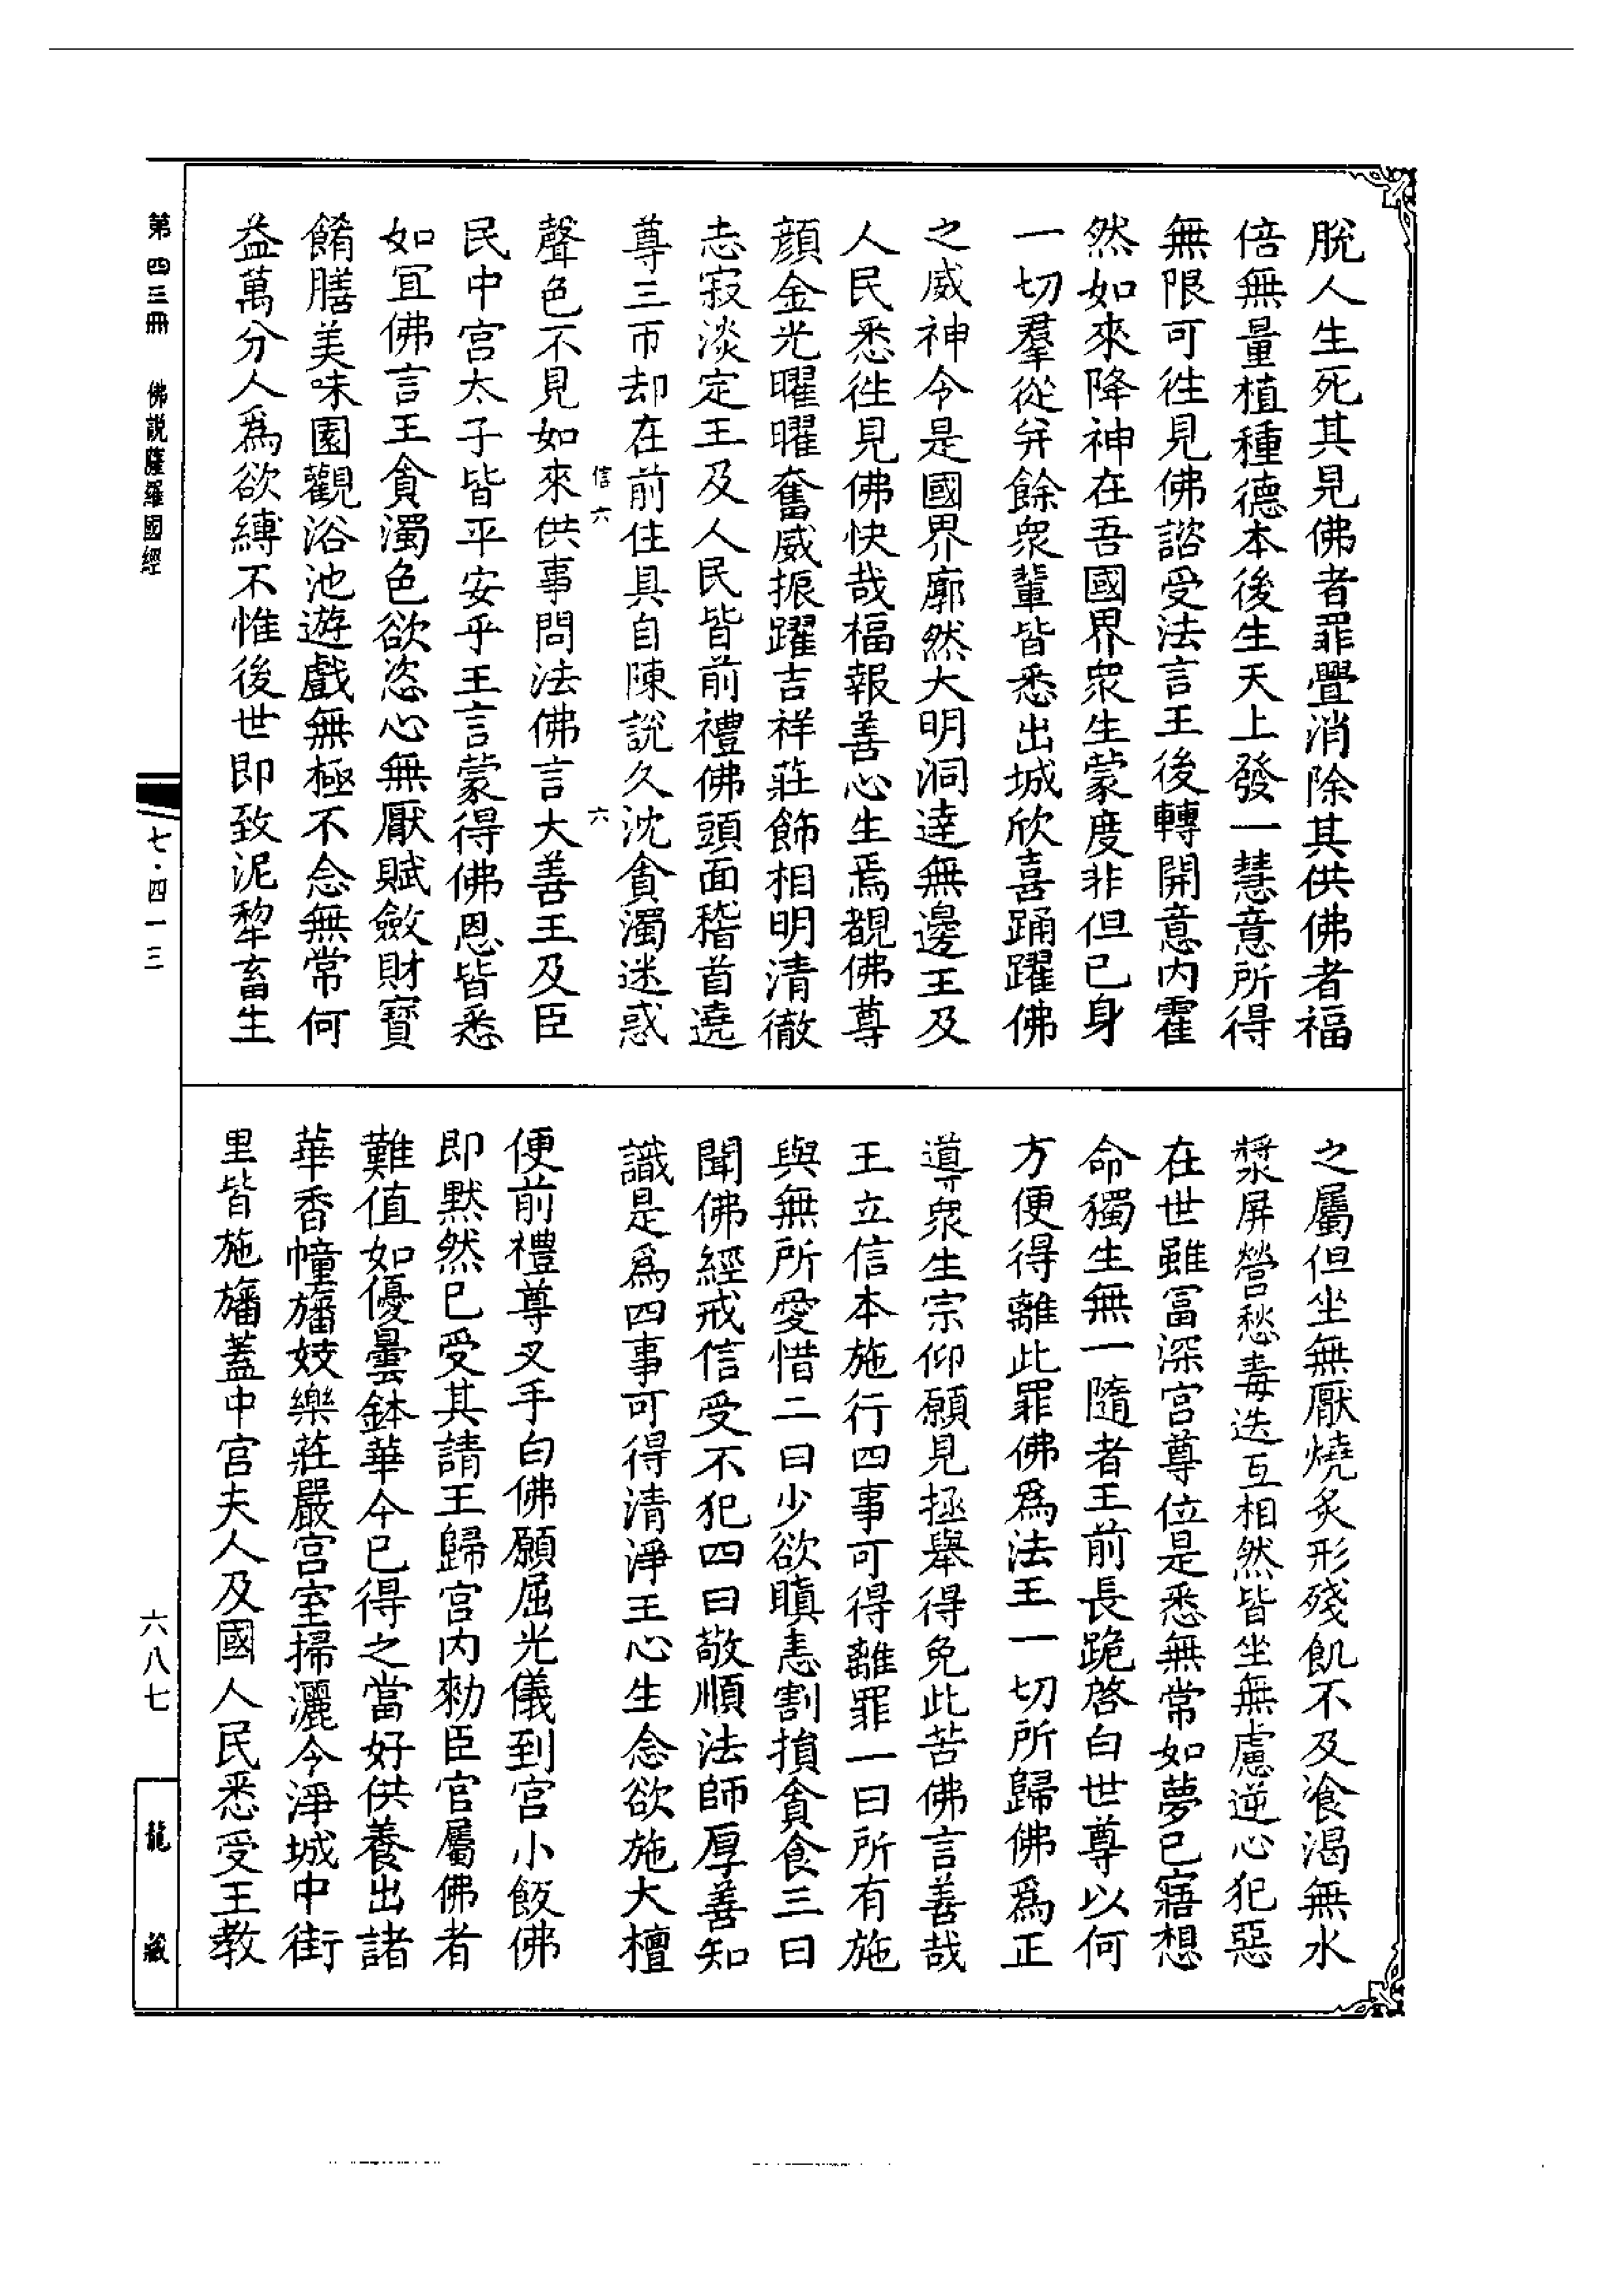 脫人生死其見佛者罪舋消除其供佛者福
倍無量植種德本後生天上發一慧意所得
無限可徃見佛諮受法言王後轉開意內霍
然如來降神在吾國界衆生蒙度非但已身
一切羣從并餘衆輩皆悉出城欣喜踊躍佛
之威神令是國界廓然大明洞達無邊王及
人民悉徃見佛快哉福報善心生焉覩佛尊
顏金光曜曜奮威振躍吉祥莊飾相明清徹
志寂淡定王及人民皆前禮佛頭面稽首遶
尊三帀却在前住具自陳說久沈貪濁迷惑
信六
六
聲色不見如來供事問法佛言大善王及臣
民中宮太子皆平安乎王言蒙得佛恩皆悉
如宜佛言王貪濁色欲恣心無厭賦斂財寳
餚膳美味園觀浴池遊戲無極不念無常何
益萬分人爲欲縛不惟後世即致泥犂畜生
之屬但坐無厭燒炙形殘飢不及飡渴無水
漿屏營愁毒迭互相然皆坐無慮逆心犯惡
在世雖冨深宮尊位是悉無常如夢已寤想
命獨生無一隨者王前長跪啓白世尊以何
方便得離此罪佛爲法王一切所歸佛爲正
導衆生宗仰願見拯舉得免此苦佛言善哉
王立信本施行四事可得離罪一曰所有施
與無所愛惜二曰少欲瞋恚割損貪食三曰
聞佛經戒信受不犯四曰敬順法師厚善知
識是爲四事可得清淨王心生念欲施大檀
便前禮尊叉手白佛願屈光儀到宮小飯佛
即默然已受其請王歸宮內勑臣官屬佛者
難值如優曇鉢華今已得之當好供養出諸
華香幢旛妓樂莊嚴宮室掃灑令淨城中街
里皆施旛蓋中宮夫人及國人民悉受王教
第四三冊　佛說薩羅國經
七·四一三
六八七
龍藏